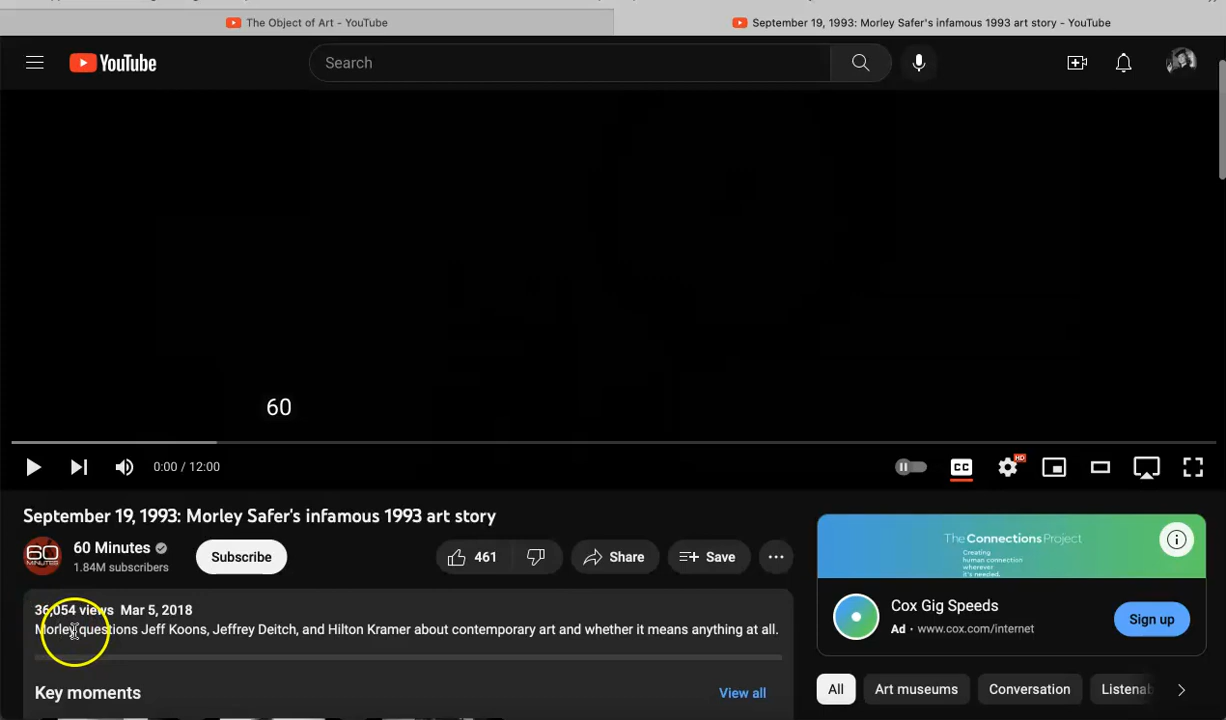 The Object of Art - YouTube
September 19, 1993: Morley Safer's infamous 1993 art story - YouTube
YouTube
Search
60
0:00 / 12:00
CC
HD
September 19, 1993: Morley Safer's infamous 1993 art story
60 Minutes
1.84M subscribers
60
MINUTES
Subscribe
461
Share
Save
36,054 views Mar 5, 2018
Morley questions Jeff Koons, Jeffrey Deitch, and Hilton Kramer about contemporary art and whether it means anything at all.
Key moments
View all
The Connections Project
Creating
human connection
wherever
it's needed.
Cox Gig Speeds
Ad · www.cox.com/internet
Sign up
All
Art museums
Conversation
Listenab